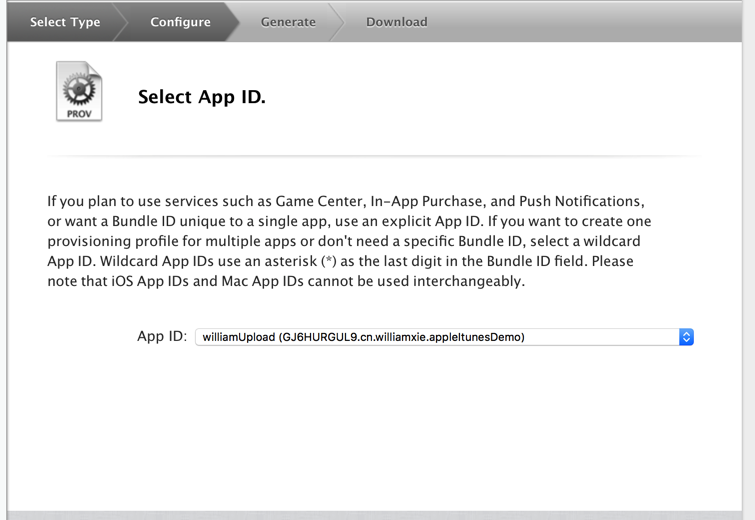 Select Type Configure Generate Download
PROV
Select App ID.
If you plan to use services such as Game Center, In-App Purchase, and Push Notifications,
or want a Bundle ID unique to a single app, use an explicit App ID. If you want to create one
provisioning profile for multiple apps or don't need a specific Bundle ID, select a wildcard
App ID. Wildcard App IDs use an asterisk (*) as the last digit in the Bundle ID field. Please
note that iOS App IDs and Mac App IDs cannot be used interchangeably.
App ID: williamUpload (GJ6HURGUL9.cn.williamxie.appleItunesDemo)